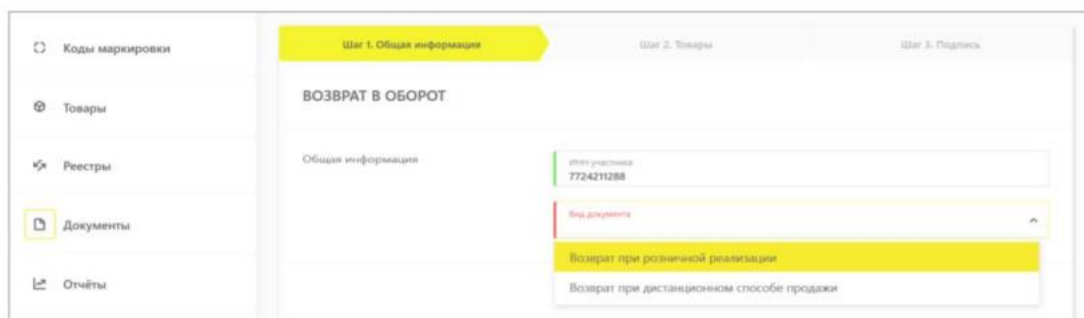 Коды маркировки
Товары
Реестры
Документы
Отчёты
Шаг 1. Общая информация
Шаг 2. Товары
Шаг 3. Подпись
ВОЗВРАТ В ОБОРОТ
Общая информация
ИНН участника
7724211288
Вид документа
Возврат при розничной реализации
Возврат при дистанционном способе продажи